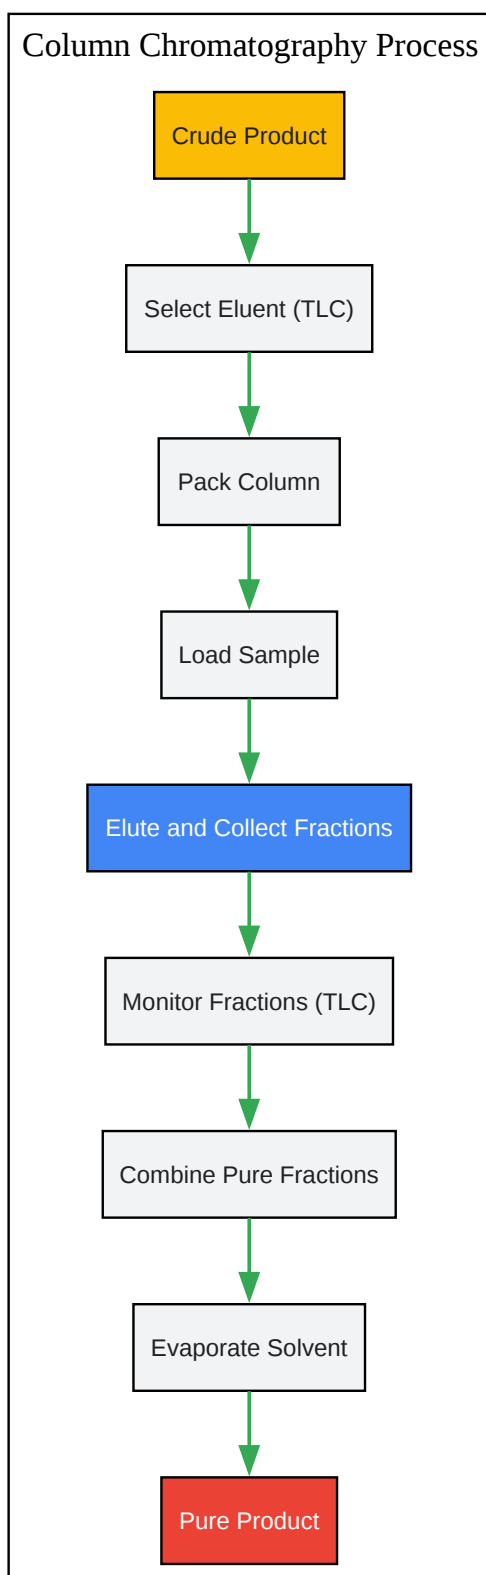 Column Chromatography Process
Crude Product
Select Eluent (TLC)
Pack Column
Load Sample
Elute and Collect Fractions
Monitor Fractions (TLC)
Combine Pure Fractions
Evaporate Solvent
Pure Product